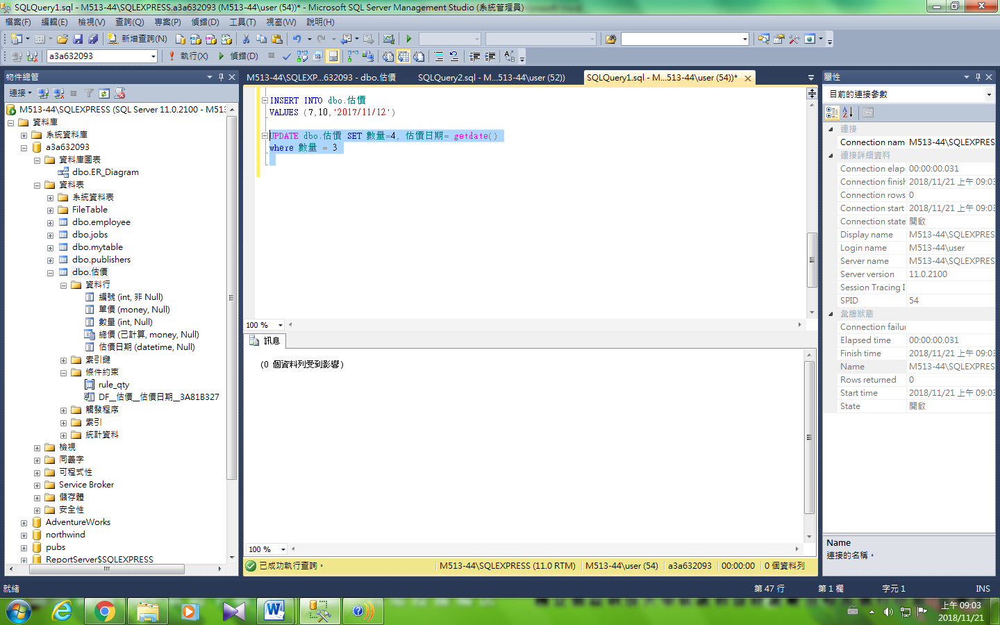 SQLQuery1.sql - M513-44\SQLEXPRESS.a3a632093 (M513-44\user (54))* - Microsoft SQL Server Management Studio (系統管理員)
檔案(F) 編輯(E) 檢視(V) 查詢(Q) 專案(P) 偵錯(D) 工具(T) 視窗(W) 說明(H)
新增查詢(N)
a3a632093 執行(X) 偵錯(D)
物件總管
連接
M513-44\SQLEXPRESS (SQL Server 11.0.2100 - M513
資料庫
系統資料庫
a3a632093
資料庫圖表
dbo.ER_Diagram
資料表
系統資料表
FileTable
dbo.employee
dbo.jobs
dbo.mytable
dbo.publishers
dbo.估價
資料行
編號 (int, 非 Null)
單價 (money, Null)
數量 (int, Null)
總價 (已計算, money, Null)
估價日期 (datetime, Null)
索引鍵
條件約束
rule_qty
DF__估價__估價日期__3A81B327
觸發程序
索引
統計資料
檢視
同義字
可程式性
Service Broker
儲存體
安全性
AdventureWorks
northwind
pubs
ReportServer$SQLEXPRESS
M513-44\SQLEXP...632093 - dbo.估價 SQLQuery2.sql - M...513-44\user (52)) SQLQuery1.sql - M...513-44\user (54))*
INSERT INTO dbo.估價
VALUES (7,10,'2017/11/12')
UPDATE dbo.估價 SET 數量=4, 估價日期= getdate()
where 數量 = 3
100 %
訊息
(0 個資料列受到影響)
100 %
已成功執行查詢。 M513-44\SQLEXPRESS (11.0 RTM) M513-44\user (54) a3a632093 00:00:00 0 個資料列
屬性
目前的連接參數
連接
Connection name M513-44\SQLEXPRES
連接詳細資料
Connection elap 00:00:00.031
Connection finish 2018/11/21 上午 09:03
Connection rows 0
Connection start 2018/11/21 上午 09:03
Connection state 開啟
Display name M513-44\SQLEXPRES
Login name M513-44\user
Server name M513-44\SQLEXPRES
Server version 11.0.2100
Session Tracing I
SPID 54
彙總狀態
Connection failur
Elapsed time 00:00:00.031
Finish time 2018/11/21 上午 09:03
Name M513-44\SQLEXPRES
Rows returned 0
Start time 2018/11/21 上午 09:03
State 開啟
Name
連接的名稱。
就緒 第 47 行 第 1 欄 字元 1 INS
上午 09:03
2018/11/21